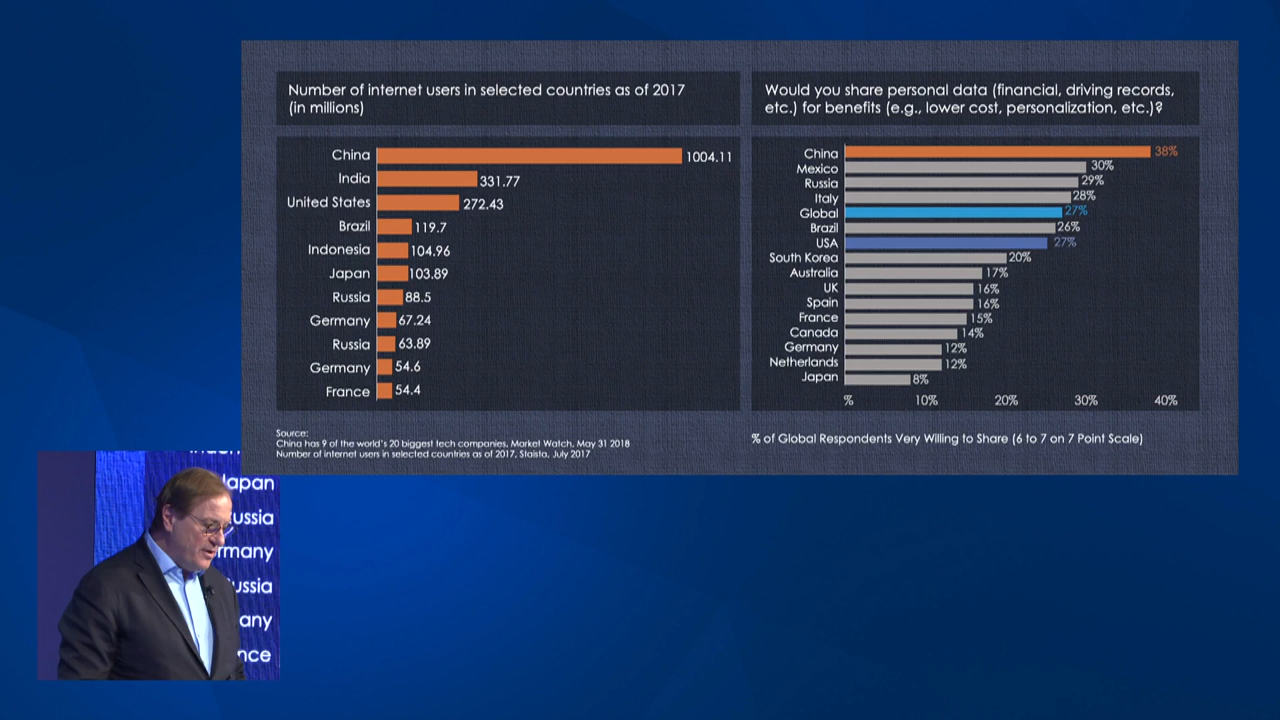 Number of internet users in selected countries as of 2017
(in millions)
China 1004.11
India 331.77
United States 272.43
Brazil 119.7
Indonesia 104.96
Japan 103.89
Russia 88.5
Germany 67.24
Russia 63.89
Germany 54.6
France 54.4
Source:
China has 9 of the world's 20 biggest tech companies, Market Watch, May 31 2018
Number of internet users in selected countries as of 2017, Staista, July 2017
Would you share personal data (financial, driving records,
etc.) for benefits (e.g., lower cost, personalization, etc.)?
China 38%
Mexico 30%
Russia 29%
Italy 28%
Global 27%
Brazil 26%
USA 27%
South Korea 20%
Australia 17%
UK 16%
Spain 16%
France 15%
Canada 14%
Germany 12%
Netherlands 12%
Japan 8%
% 10% 20% 30% 40%
% of Global Respondents Very Willing to Share (6 to 7 on 7 Point Scale)
Japan
ussia
rmany
ussia
any
nce